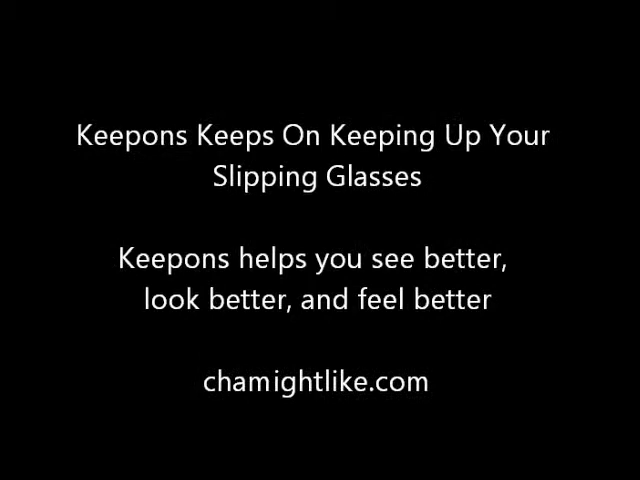 Keepons Keeps On Keeping Up Your
Slipping Glasses
Keepons helps you see better,
look better, and feel better
chamightlike.com